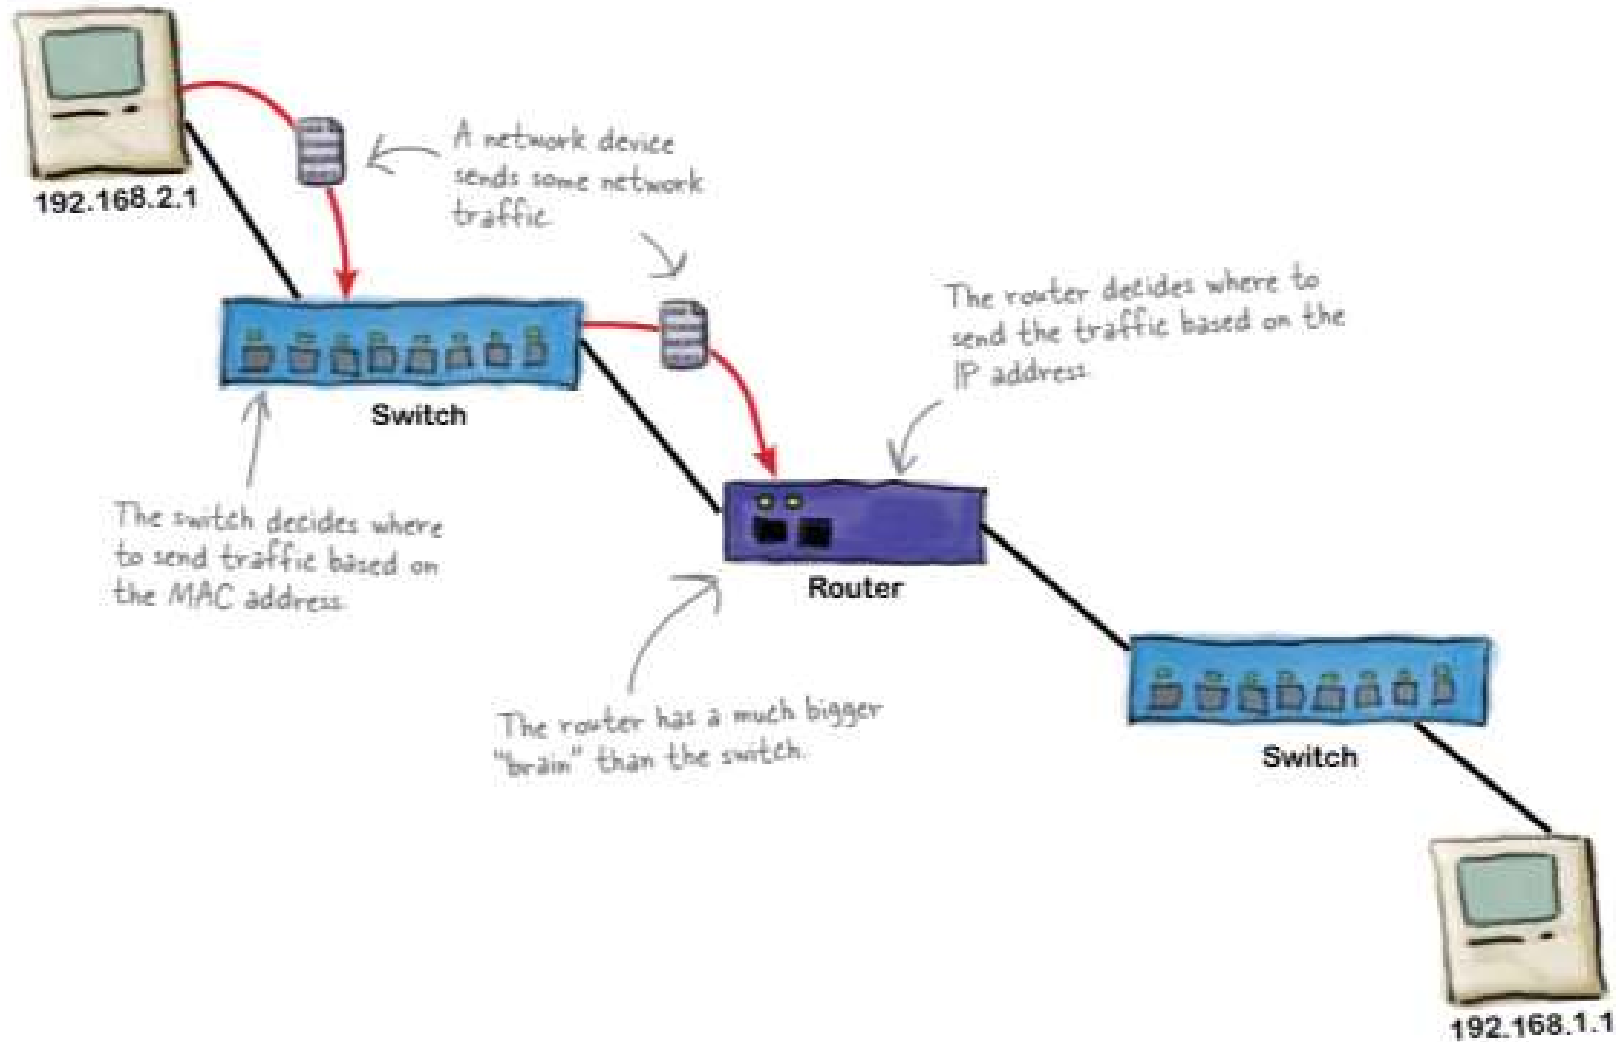 192.168.2.1
A network device
sends some network
traffic.
Switch
The switch decides where
to send traffic based on
the MAC address.
The router decides where to
send the traffic based on the
IP address.
Router
The router has a much bigger
"brain" than the switch.
Switch
192.168.1.1